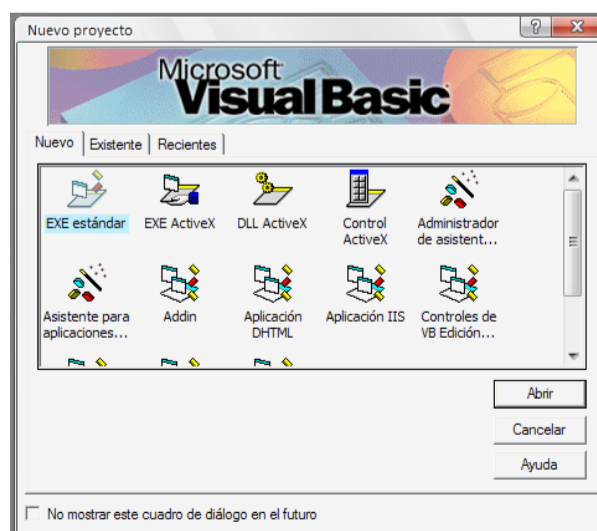 Nuevo proyecto
Microsoft
Visual Basic
Nuevo
Existente
Recientes
EXE estándar
EXE ActiveX
DLL ActiveX
Control
ActiveX
Administrador
de asistent...
Asistente para
aplicaciones...
Addin
Aplicación
DHTML
Aplicación IIS
Controles de
VB Edición...
Abrir
Cancelar
Ayuda
No mostrar este cuadro de diálogo en el futuro